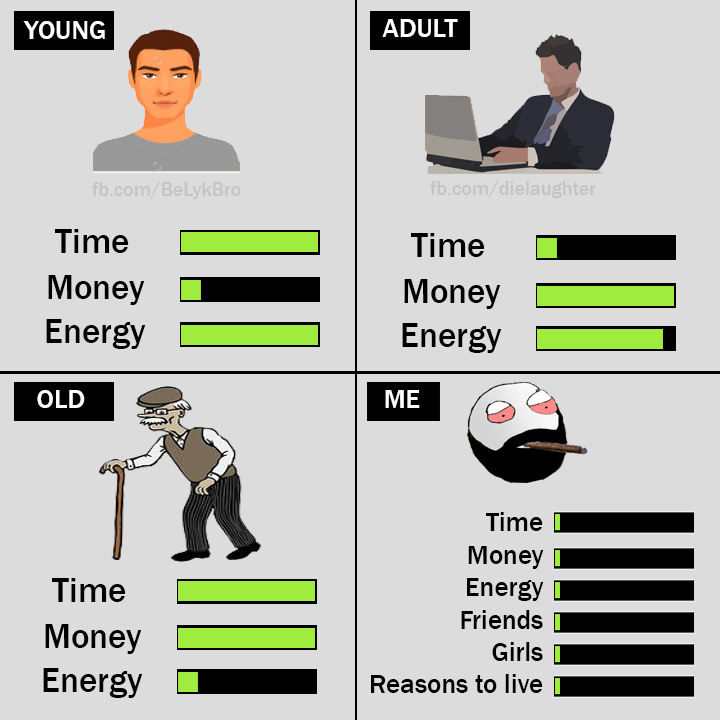 YOUNG
fb.com/BeLykBro
Time
Money
Energy
ADULT
fb.com/dielaughter
Time
Money
Energy
OLD
Time
Money
Energy
ME
Time
Money
Energy
Friends
Girls
Reasons to live